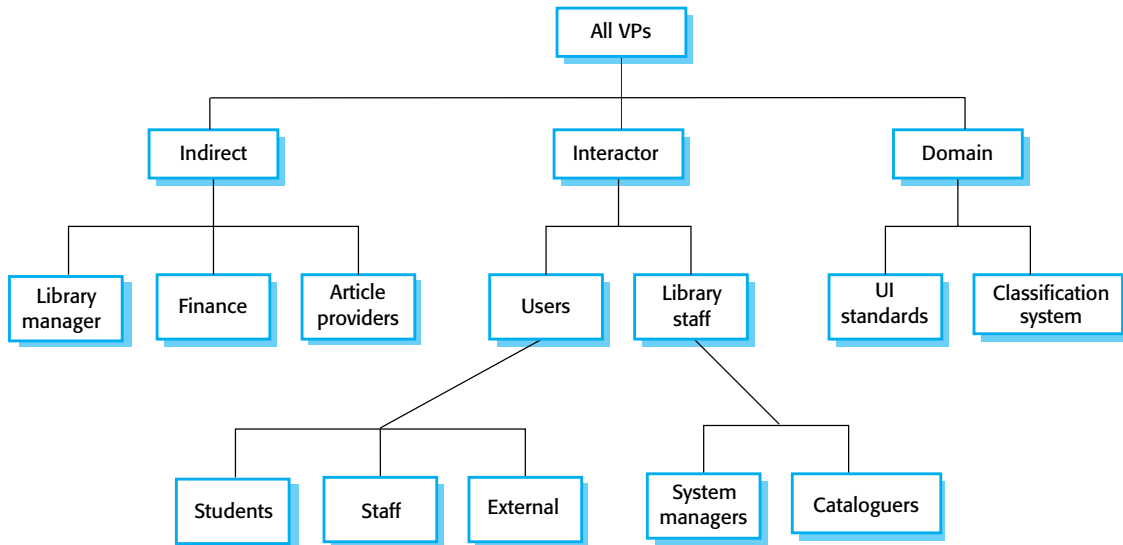 All VPs
Indirect
Interactor
Domain
Library
manager
Finance
Article
providers
Users
Library
staff
UI
standards
Classification
system
Students
Staff
External
System
managers
Cataloguers